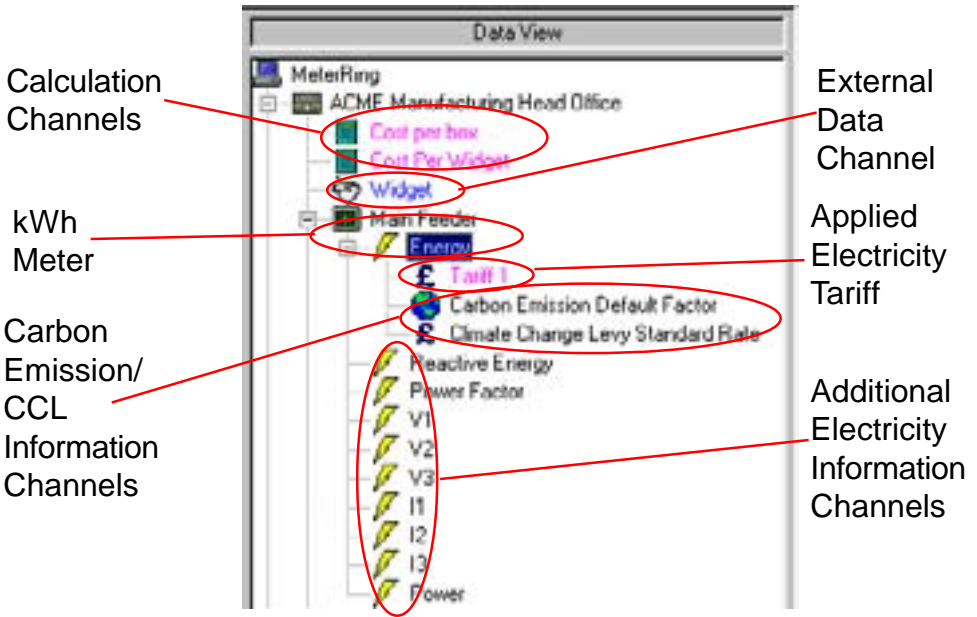 Data View
MeterRing
ACME Manufacturing Head Office
Cost per box
Cost Per Widget
Widget
Main Feeder
Energy
Tariff 1
Carbon Emission Default Factor
Climate Change Levy Standard Rate
Reactive Energy
Power Factor
V1
V2
V3
I1
I2
I3
Power
Calculation
Channels
kWh
Meter
Carbon
Emission/
CCL
Information
Channels
External
Data
Channel
Applied
Electricity
Tariff
Additional
Electricity
Information
Channels